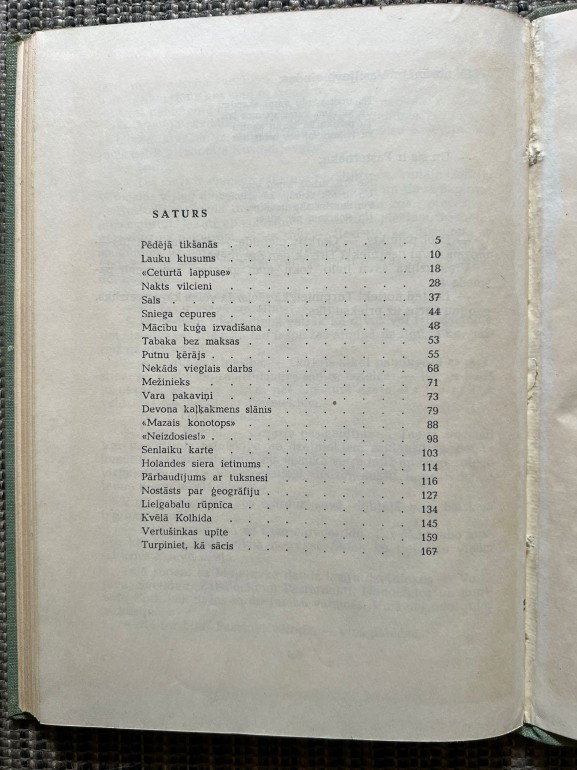 SATURS
Pēdējā tikšanās . . . . . . . . . . 5
Lauku klusums . . . . . . . . . 10
«Ceturtā lappuse» . . . . . . . . . 18
Nakts vilcieni . . . . . . . . . 28
Sals . . . . . . . . . . . 37
Sniega cepures . . . . . . . . . 44
Mācību kuģa izvadīšana . . . . . . . . 48
Tabaka bez maksas . . . . . . . . 53
Putnu ķērājs . . . . . . . . . 55
Nekāds vieglais darbs . . . . . . . . 68
Mežinieks . . . . . . . . . . 71
Vara pakaviņi . . . . . . . . . 73
Devona kaļķakmens slānis . . . . . . . 79
«Mazais konotops» . . . . . . . . 88
«Neizdosies!» . . . . . . . . . . 98
Senlaiku karte . . . . . . . . . 103
Holandes siera ietinums . . . . . . . . 114
Pārbaudījums ar tuksnesi . . . . . . . 116
Nostāsts par ģeogrāfiju . . . . . . . . 127
Lielgabalu rūpnīca . . . . . . . . 134
Kvēlā Kolhida . . . . . . . . . 145
Vertušinkas upīte . . . . . . . . 159
Turpiniet, kā sācis . . . . . . . . 167